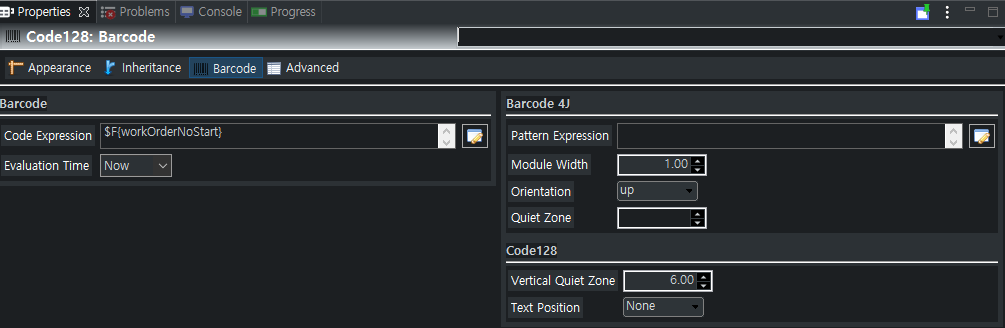 Properties Problems Console Progress
Code128: Barcode
Appearance Inheritance Barcode Advanced
Barcode
Code Expression $F{workOrderNoStart}
Evaluation Time Now
Barcode 4J
Pattern Expression
Module Width 1.00
Orientation up
Quiet Zone
Code128
Vertical Quiet Zone 6.00
Text Position None